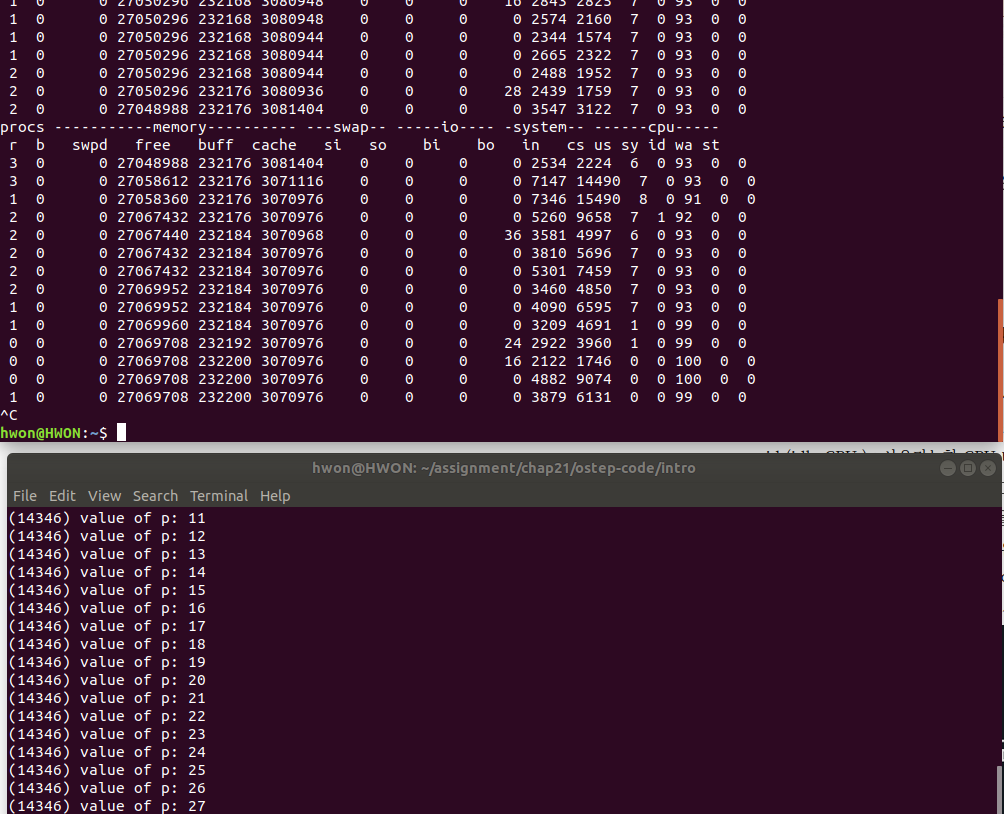 1  0      0 27050296 232168 3080948    0    0     0    16 2843 2825  7  0 93  0  0
1  0      0 27050296 232168 3080948    0    0     0     0 2574 2160  7  0 93  0  0
1  0      0 27050296 232168 3080944    0    0     0     0 2344 1574  7  0 93  0  0
1  0      0 27050296 232168 3080944    0    0     0     0 2665 2322  7  0 93  0  0
2  0      0 27050296 232168 3080944    0    0     0     0 2488 1952  7  0 93  0  0
2  0      0 27050296 232176 3080936    0    0     0    28 2439 1759  7  0 93  0  0
2  0      0 27048988 232176 3081404    0    0     0     0 3547 3122  7  0 93  0  0
procs -----------memory---------- ---swap-- -----io---- -system-- ------cpu-----
r  b   swpd   free   buff  cache   si   so    bi    bo   in   cs us sy id wa st
3  0      0 27048988 232176 3081404    0    0     0     0 2534 2224  6  0 93  0  0
3  0      0 27058612 232176 3071116    0    0     0     0 7147 14490  7  0 93  0  0
1  0      0 27058360 232176 3070976    0    0     0     0 7346 15490  8  0 91  0  0
2  0      0 27067432 232176 3070976    0    0     0     0 5260 9658  7  1 92  0  0
2  0      0 27067440 232184 3070968    0    0     0    36 3581 4997  6  0 93  0  0
2  0      0 27067432 232184 3070976    0    0     0     0 3810 5696  7  0 93  0  0
2  0      0 27067432 232184 3070976    0    0     0     0 5301 7459  7  0 93  0  0
2  0      0 27069952 232184 3070976    0    0     0     0 3460 4850  7  0 93  0  0
1  0      0 27069952 232184 3070976    0    0     0     0 4090 6595  7  0 93  0  0
1  0      0 27069960 232184 3070976    0    0     0     0 3209 4691  1  0 99  0  0
0  0      0 27069708 232192 3070976    0    0     0    24 2922 3960  1  0 99  0  0
0  0      0 27069708 232200 3070976    0    0     0    16 2122 1746  0  0 100  0  0
0  0      0 27069708 232200 3070976    0    0     0     0 4882 9074  0  0 100  0  0
1  0      0 27069708 232200 3070976    0    0     0     0 3879 6131  0  0 99  0  0
^C
hwon@HWON:~$
hwon@HWON: ~/assignment/chap21/ostep-code/intro
File Edit View Search Terminal Help
(14346) value of p: 11
(14346) value of p: 12
(14346) value of p: 13
(14346) value of p: 14
(14346) value of p: 15
(14346) value of p: 16
(14346) value of p: 17
(14346) value of p: 18
(14346) value of p: 19
(14346) value of p: 20
(14346) value of p: 21
(14346) value of p: 22
(14346) value of p: 23
(14346) value of p: 24
(14346) value of p: 25
(14346) value of p: 26
(14346) value of p: 27